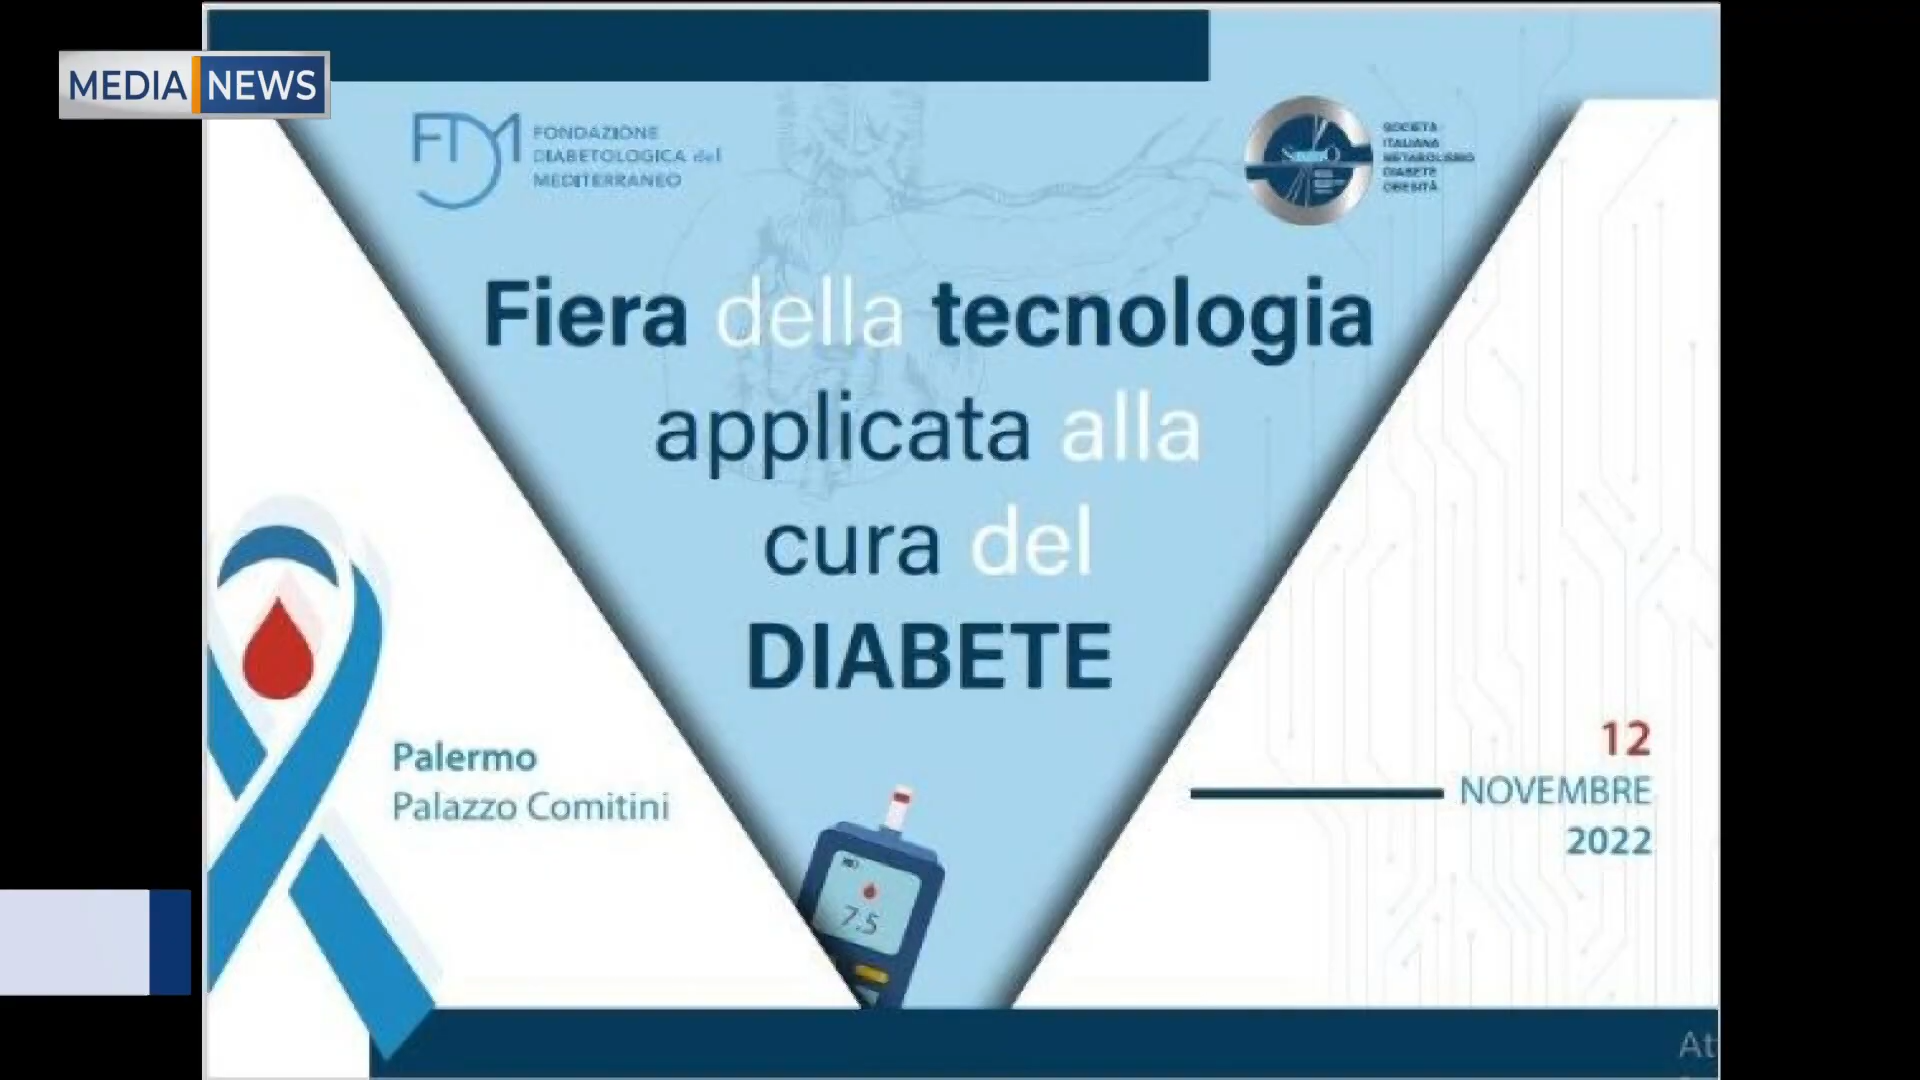 MEDIA NEWS
FONDAZIONE
DIABETOLOGICA del
MEDITERRANEO
SOCIETÀ
ITALIANA
METABOLISMO
DIABETE
OBESITÀ
Fiera della tecnologia
applicata alla
cura del
DIABETE
Palermo
Palazzo Comitini
12
NOVEMBRE
2022
7.5
At